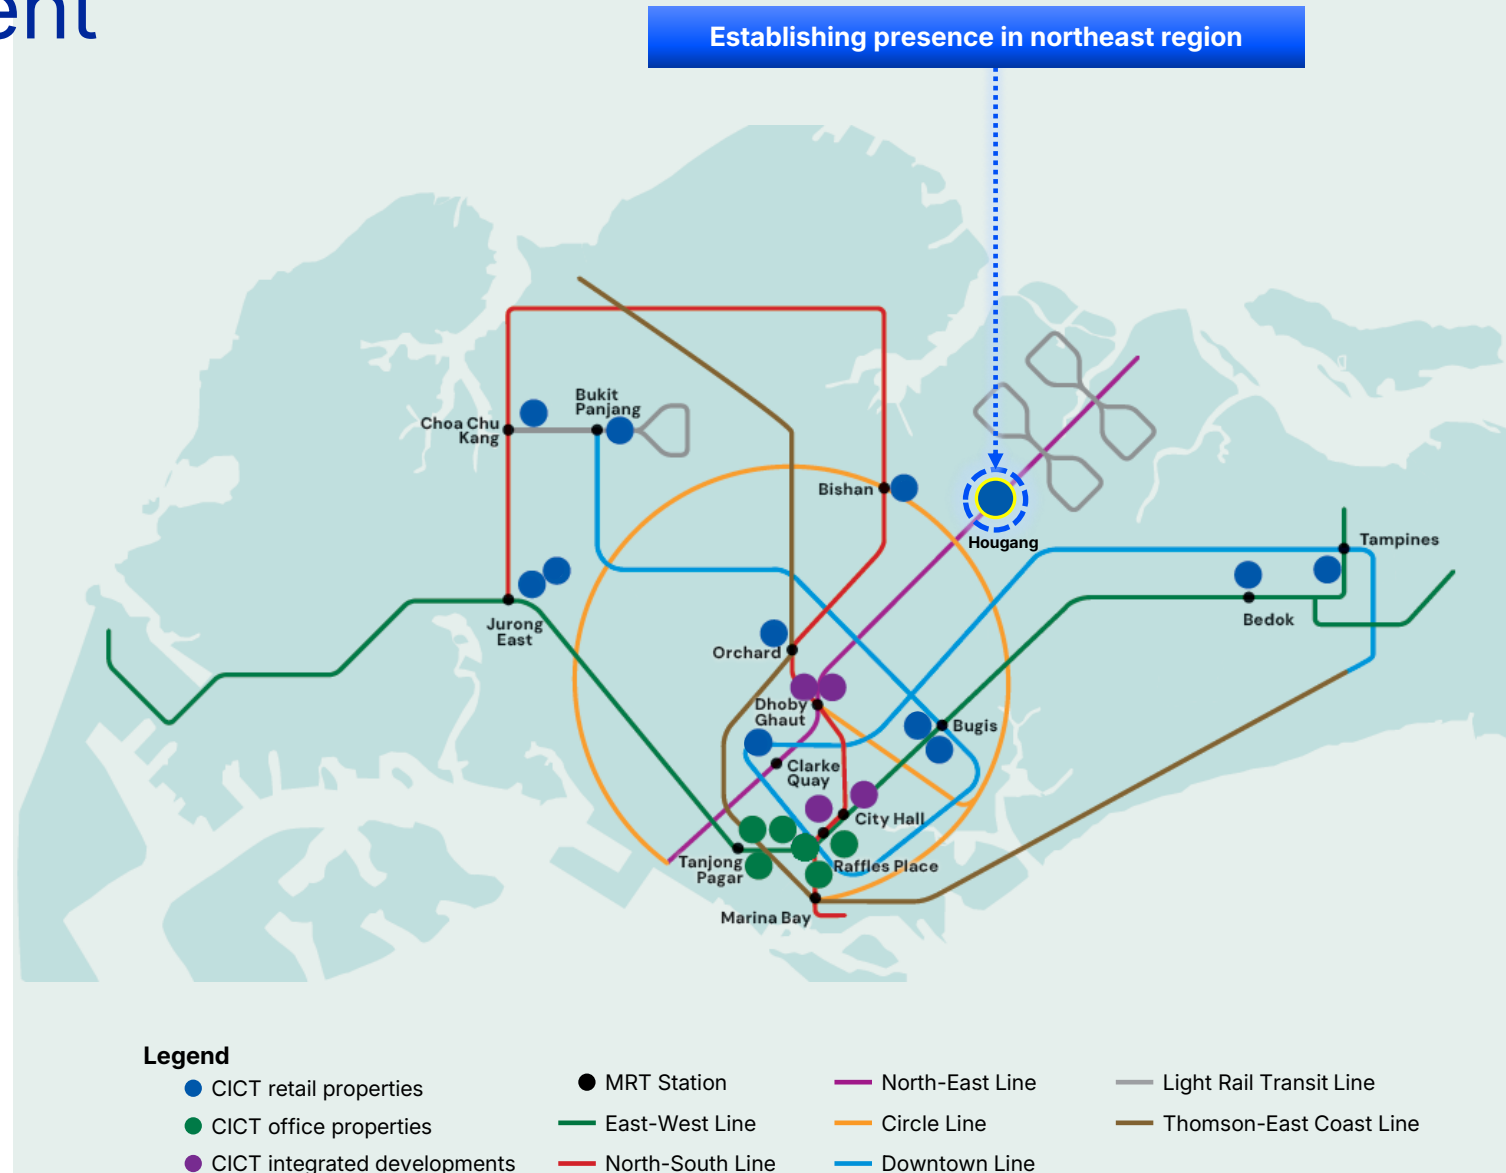 ent
Establishing presence in northeast region
Bukit
Panjang
Choa Chu
Kang
Bishan
Hougang
Tampines
Bedok
Jurong
East
Orchard
Dhoby
Ghaut
Bugis
Clarke
Quay
City Hall
Tanjong
Pagar
Raffles Place
Marina Bay
Legend
CICT retail properties
CICT office properties
CICT integrated developments
MRT Station
East-West Line
North-South Line
North-East Line
Circle Line
Downtown Line
Light Rail Transit Line
Thomson-East Coast Line